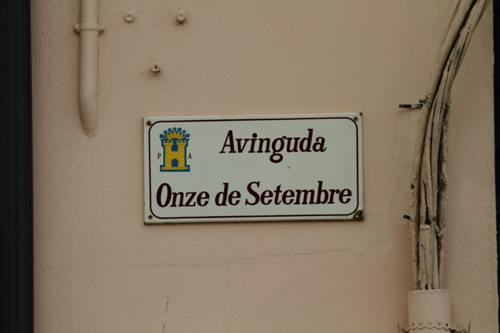 P A
Avinguda
Onze de Setembre